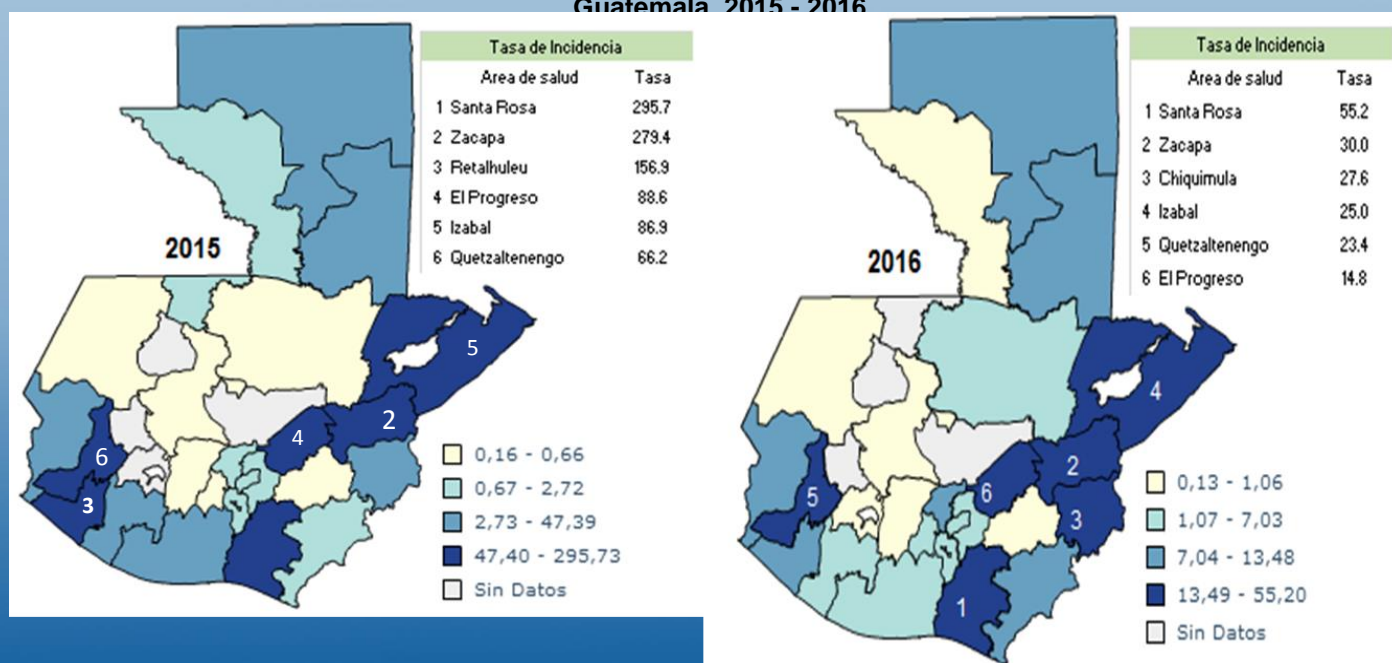 Guatemala, 2015 - 2016
Tasa de Incidencia
Area de salud Tasa
1 Santa Rosa 295.7
2 Zacapa 279.4
3 Retalhuleu 156.9
4 El Progreso 88.6
5 Izabal 86.9
6 Quetzaltenengo 66.2
2015
5
2
4
6
3
0,16 - 0,66
0,67 - 2,72
2,73 - 47,39
47,40 - 295,73
Sin Datos
Tasa de Incidencia
Area de salud Tasa
1 Santa Rosa 55.2
2 Zacapa 30.0
3 Chiquimula 27.6
4 Izabal 25.0
5 Quetzaltenengo 23.4
6 El Progreso 14.8
2016
4
2
5
6
3
1
0,13 - 1,06
1,07 - 7,03
7,04 - 13,48
13,49 - 55,20
Sin Datos